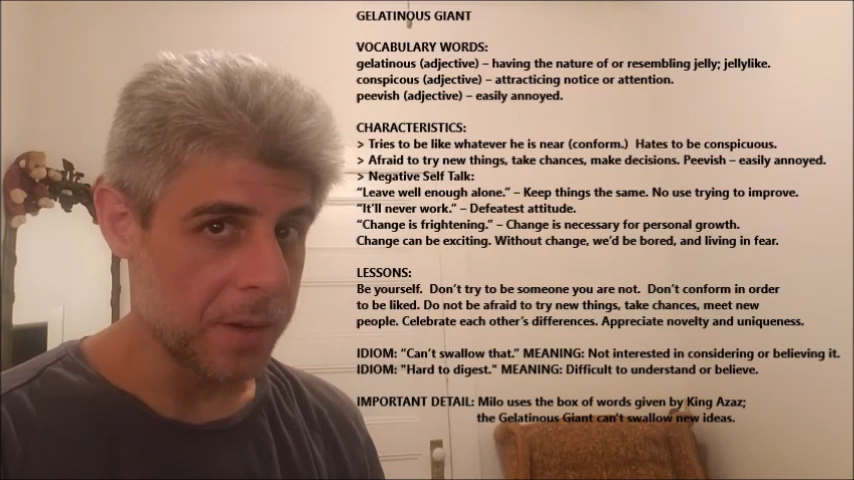 GELATINOUS GIANT
VOCABULARY WORDS:
gelatinous (adjective) – having the nature of or resembling jelly; jellylike.
conspicous (adjective) – attracticing notice or attention.
peevish (adjective) – easily annoyed.
CHARACTERISTICS:
> Tries to be like whatever he is near (conform.)  Hates to be conspicuous.
> Afraid to try new things, take chances, make decisions. Peevish – easily annoyed.
> Negative Self Talk:
“Leave well enough alone.” – Keep things the same. No use trying to improve.
“It’ll never work.” – Defeatest attitude.
“Change is frightening.” – Change is necessary for personal growth.
Change can be exciting. Without change, we’d be bored, and living in fear.
LESSONS:
Be yourself.  Don’t try to be someone you are not.  Don’t conform in order
to be liked. Do not be afraid to try new things, take chances, meet new
people. Celebrate each other’s differences. Appreciate novelty and uniqueness.
IDIOM: “Can’t swallow that.” MEANING: Not interested in considering or believing it.
IDIOM: "Hard to digest." MEANING: Difficult to understand or believe.
IMPORTANT DETAIL: Milo uses the box of words given by King Azaz;
the Gelatinous Giant can't swallow new ideas.